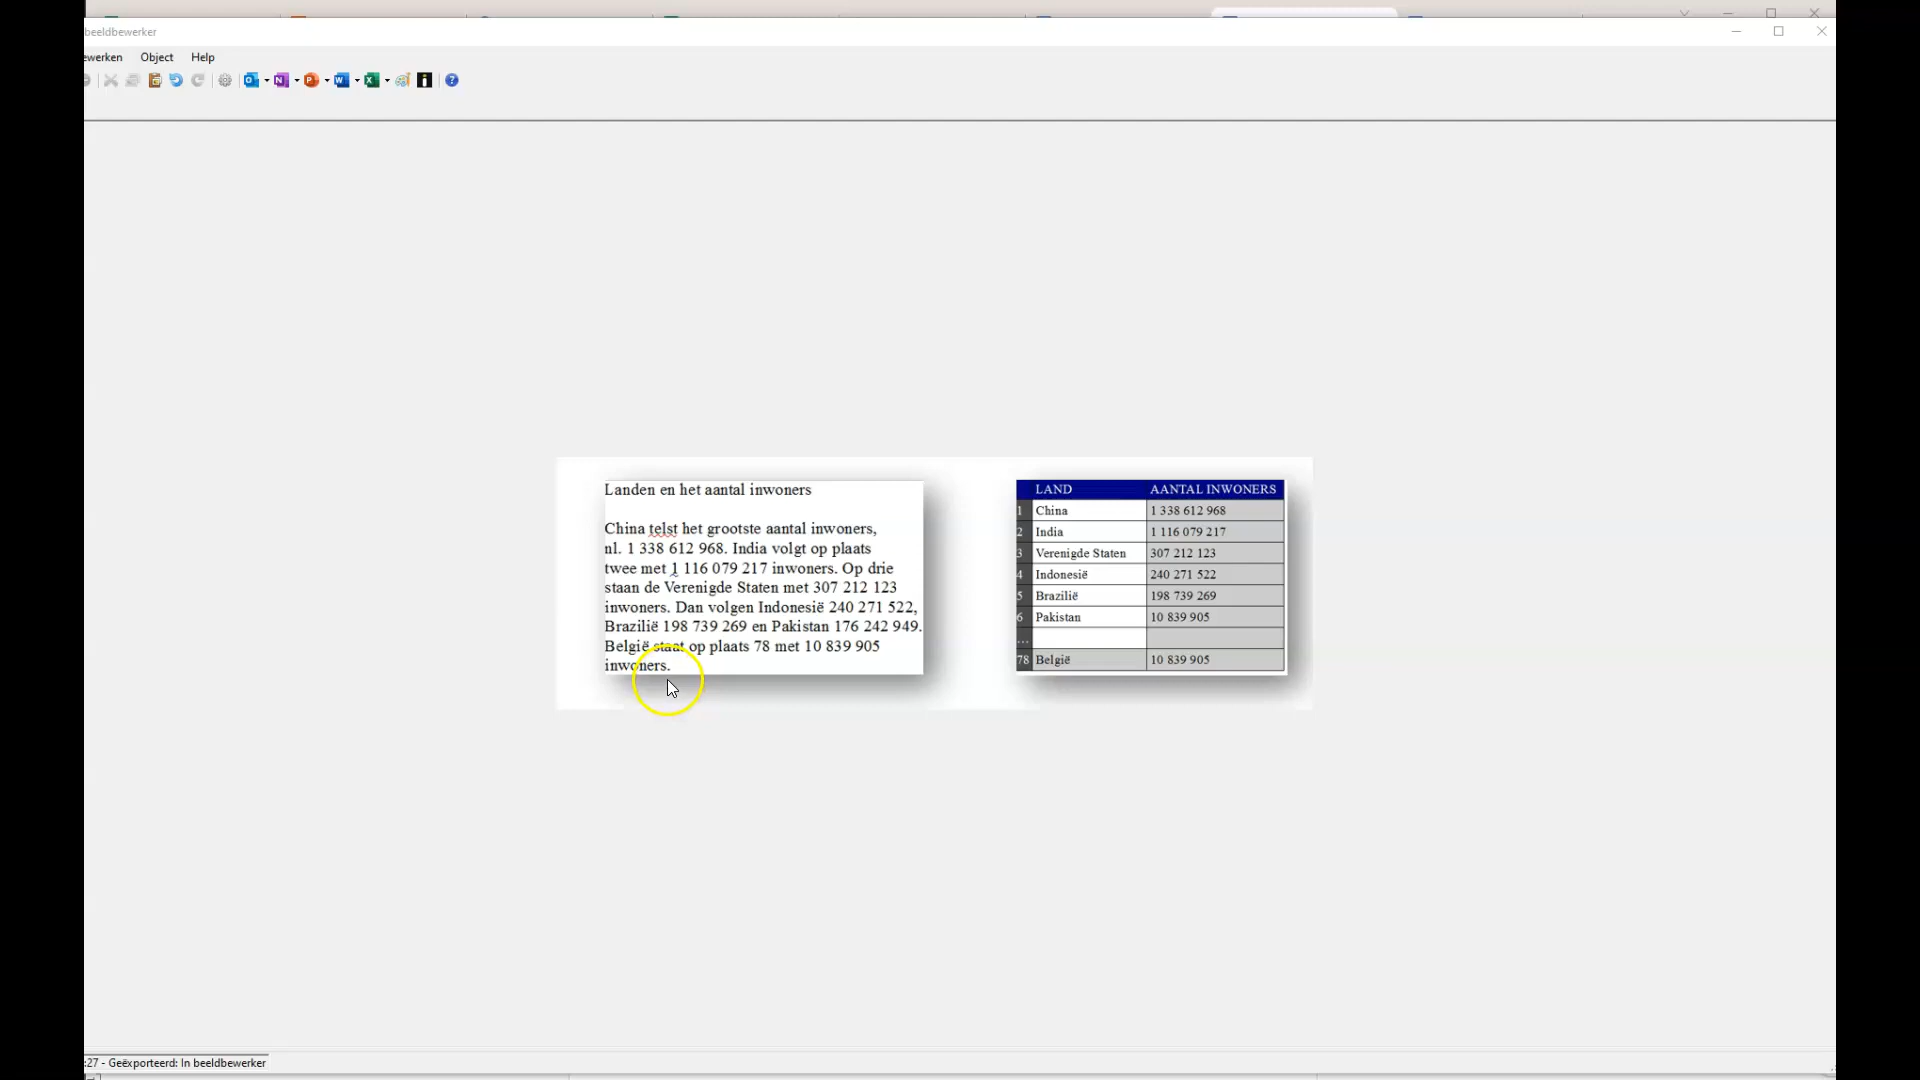 beeldbewerker
ewerken Object Help
Landen en het aantal inwoners
China telst het grootste aantal inwoners,
nl. 1 338 612 968. India volgt op plaats
twee met 1 116 079 217 inwoners. Op drie
staan de Verenigde Staten met 307 212 123
inwoners. Dan volgen Indonesië 240 271 522,
Brazilië 198 739 269 en Pakistan 176 242 949.
België staat op plaats 78 met 10 839 905
inwoners.
LAND AANTAL INWONERS
1 China 1 338 612 968
2 India 1 116 079 217
3 Verenigde Staten 307 212 123
4 Indonesië 240 271 522
5 Brazilië 198 739 269
6 Pakistan 10 839 905
...
78 België 10 839 905
:27 - Geëxporteerd: In beeldbewerker